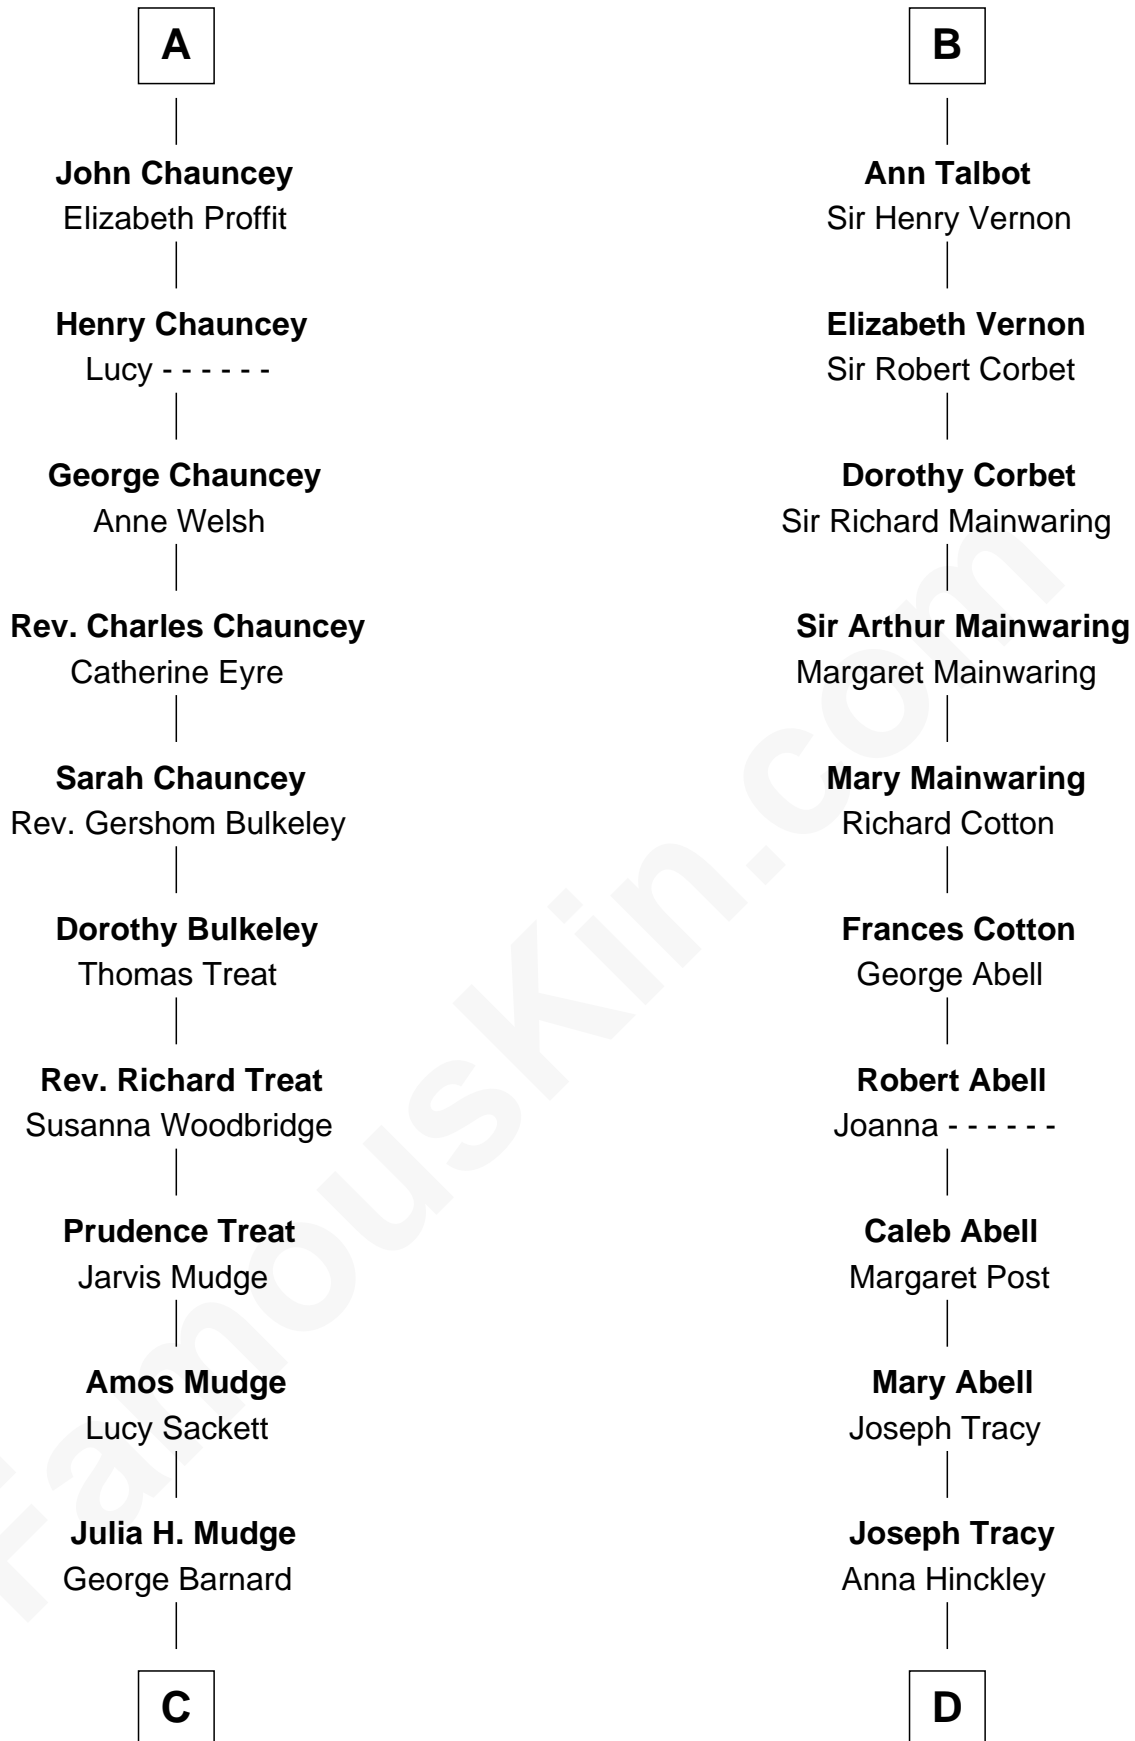 A
John Chauncey
Elizabeth Proffit
Henry Chauncey
Lucy - - - - - -
George Chauncey
Anne Welsh
Rev. Charles Chauncey
Catherine Eyre
Sarah Chauncey
Rev. Gershom Bulkeley
Dorothy Bulkeley
Thomas Treat
Rev. Richard Treat
Susanna Woodbridge
Prudence Treat
Jarvis Mudge
Amos Mudge
Lucy Sackett
Julia H. Mudge
George Barnard
C
B
Ann Talbot
Sir Henry Vernon
Elizabeth Vernon
Sir Robert Corbet
Dorothy Corbet
Sir Richard Mainwaring
Sir Arthur Mainwaring
Margaret Mainwaring
Mary Mainwaring
Richard Cotton
Frances Cotton
George Abell
Robert Abell
Joanna - - - - - -
Caleb Abell
Margaret Post
Mary Abell
Joseph Tracy
Joseph Tracy
Anna Hinckley
D
FamousKin.com